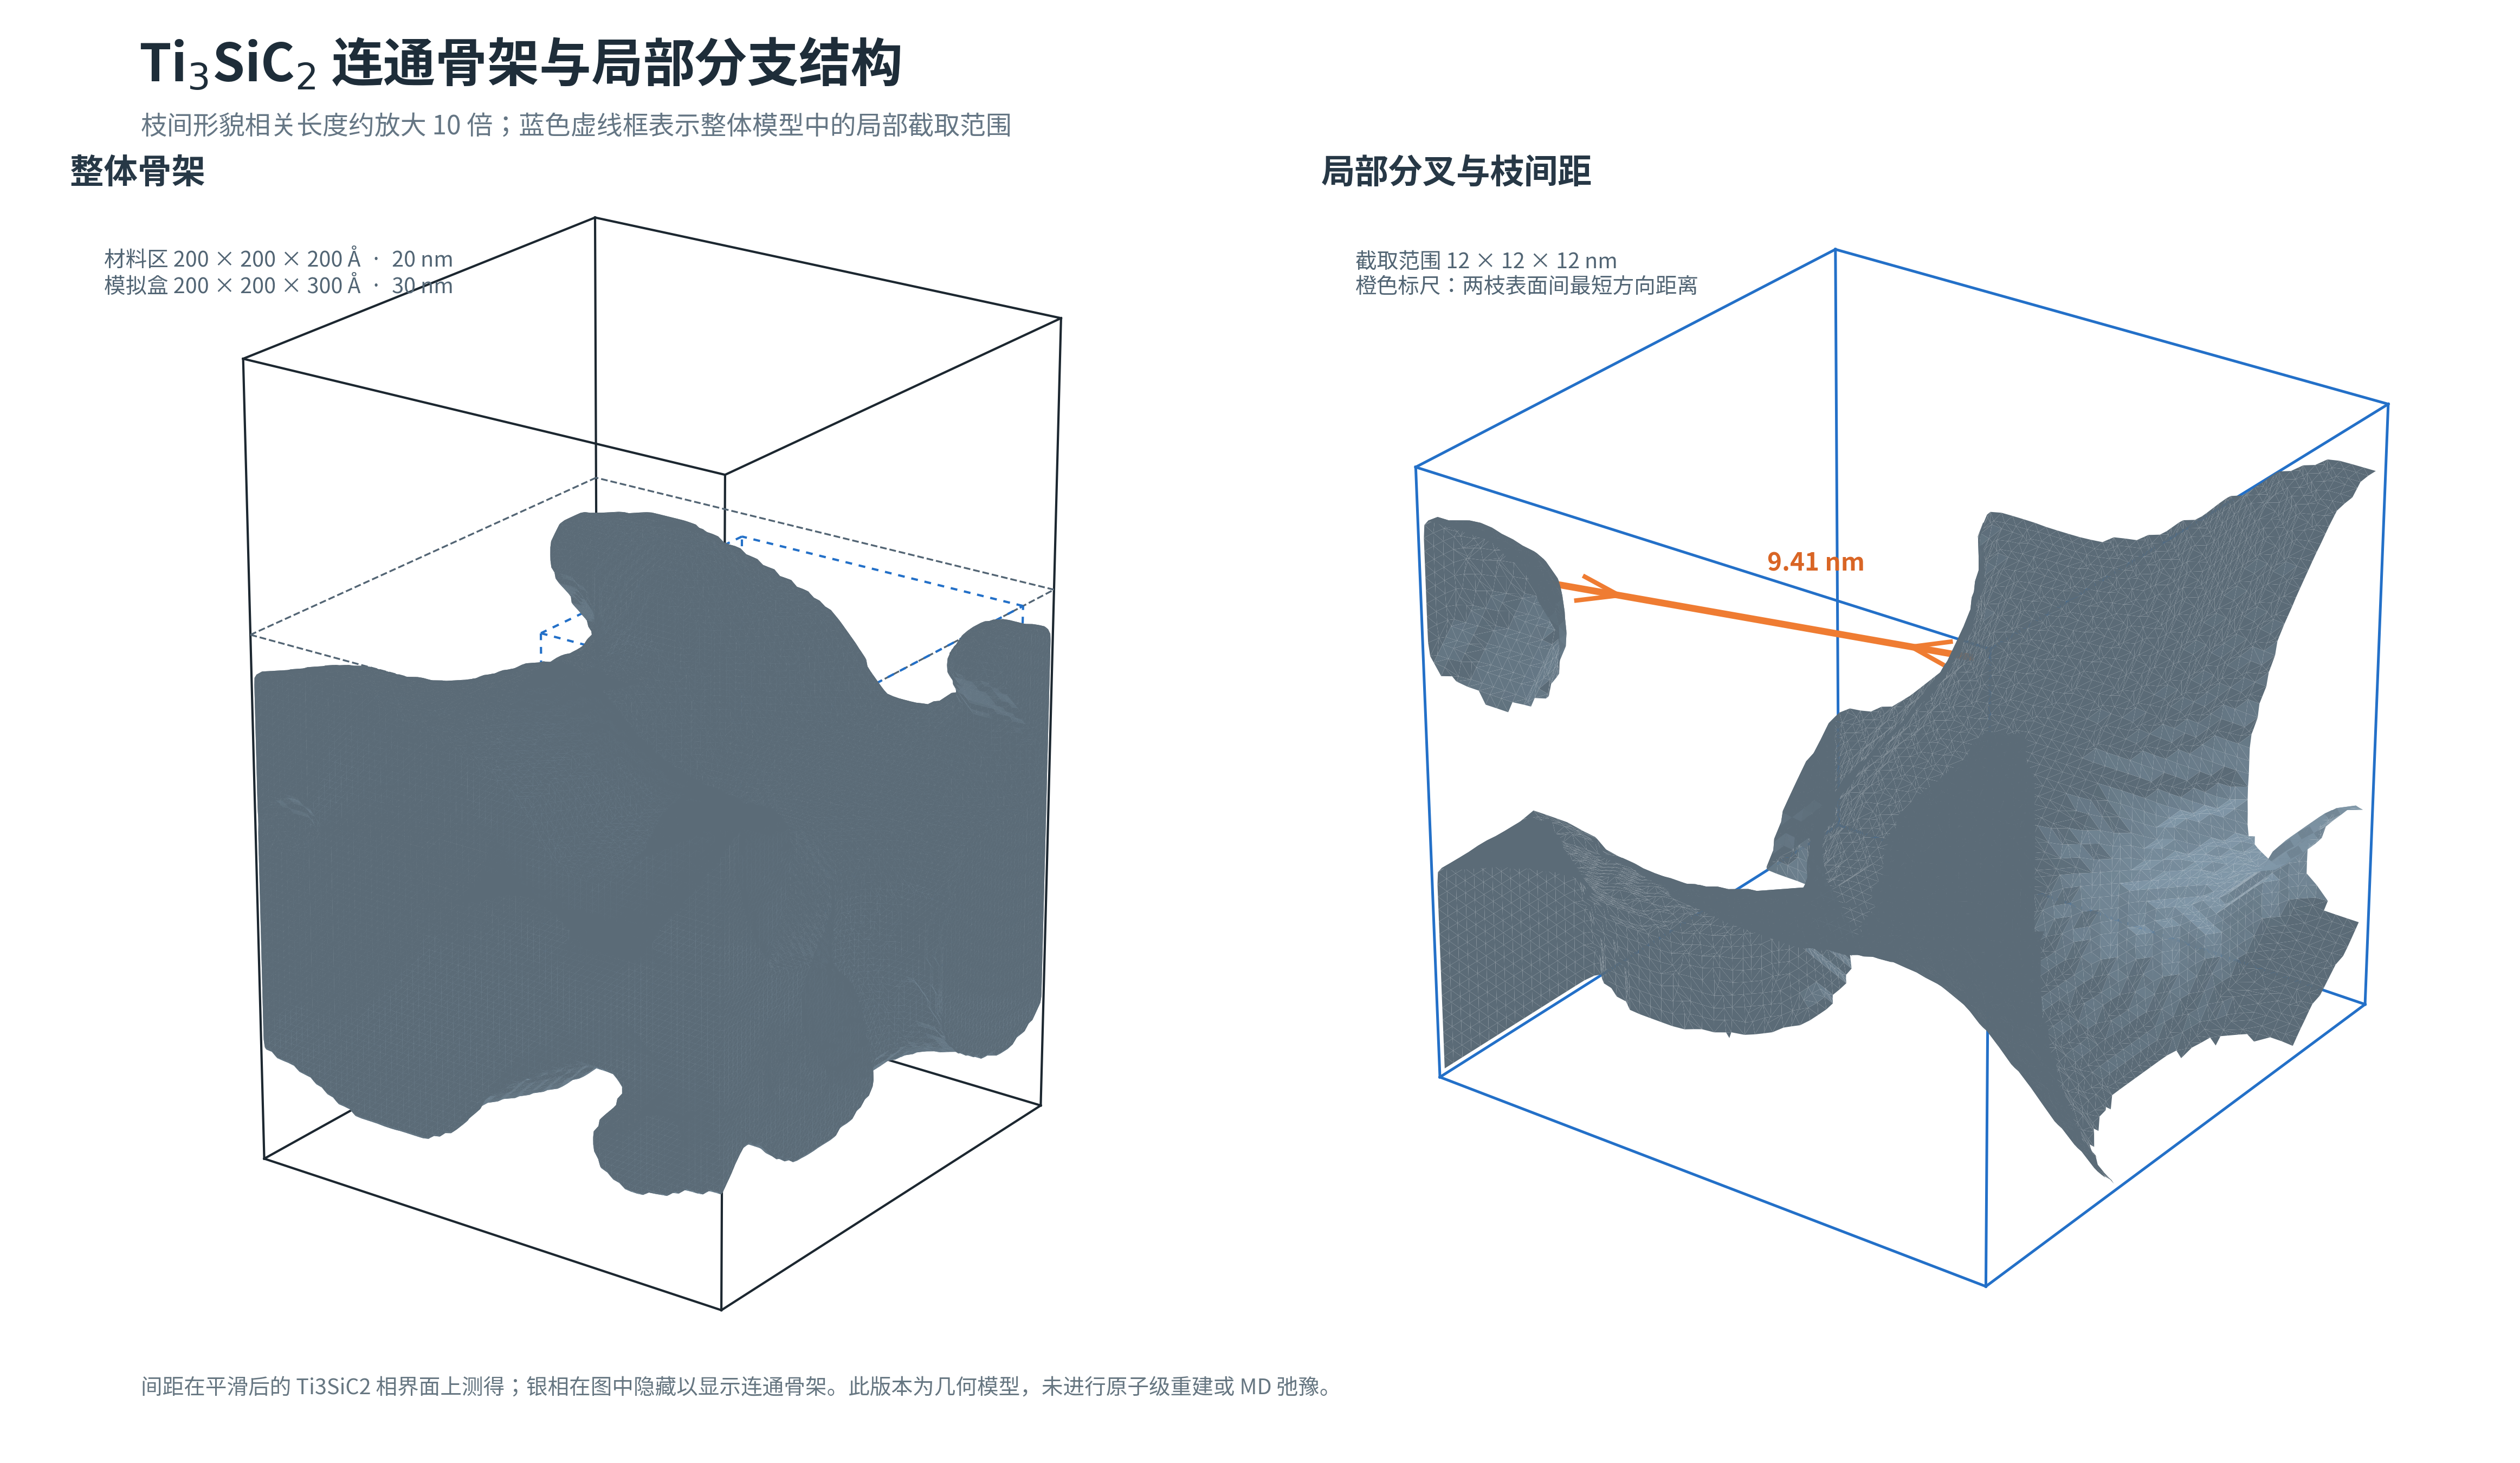 Ti₃SiC₂ 连通骨架与局部分支结构
枝间形貌相关长度约放大 10 倍；蓝色虚线框表示整体模型中的局部截取范围
整体骨架
材料区 200 × 200 × 200 Å · 20 nm
模拟盒 200 × 200 × 300 Å · 30 nm
局部分叉与枝间距
截取范围 12 × 12 × 12 nm
橙色标尺：两枝表面间最短方向距离
9.41 nm
间距在平滑后的 Ti3SiC2 相界面上测得；银相在图中隐藏以显示连通骨架。此版本为几何模型，未进行原子级重建或 MD 弛豫。